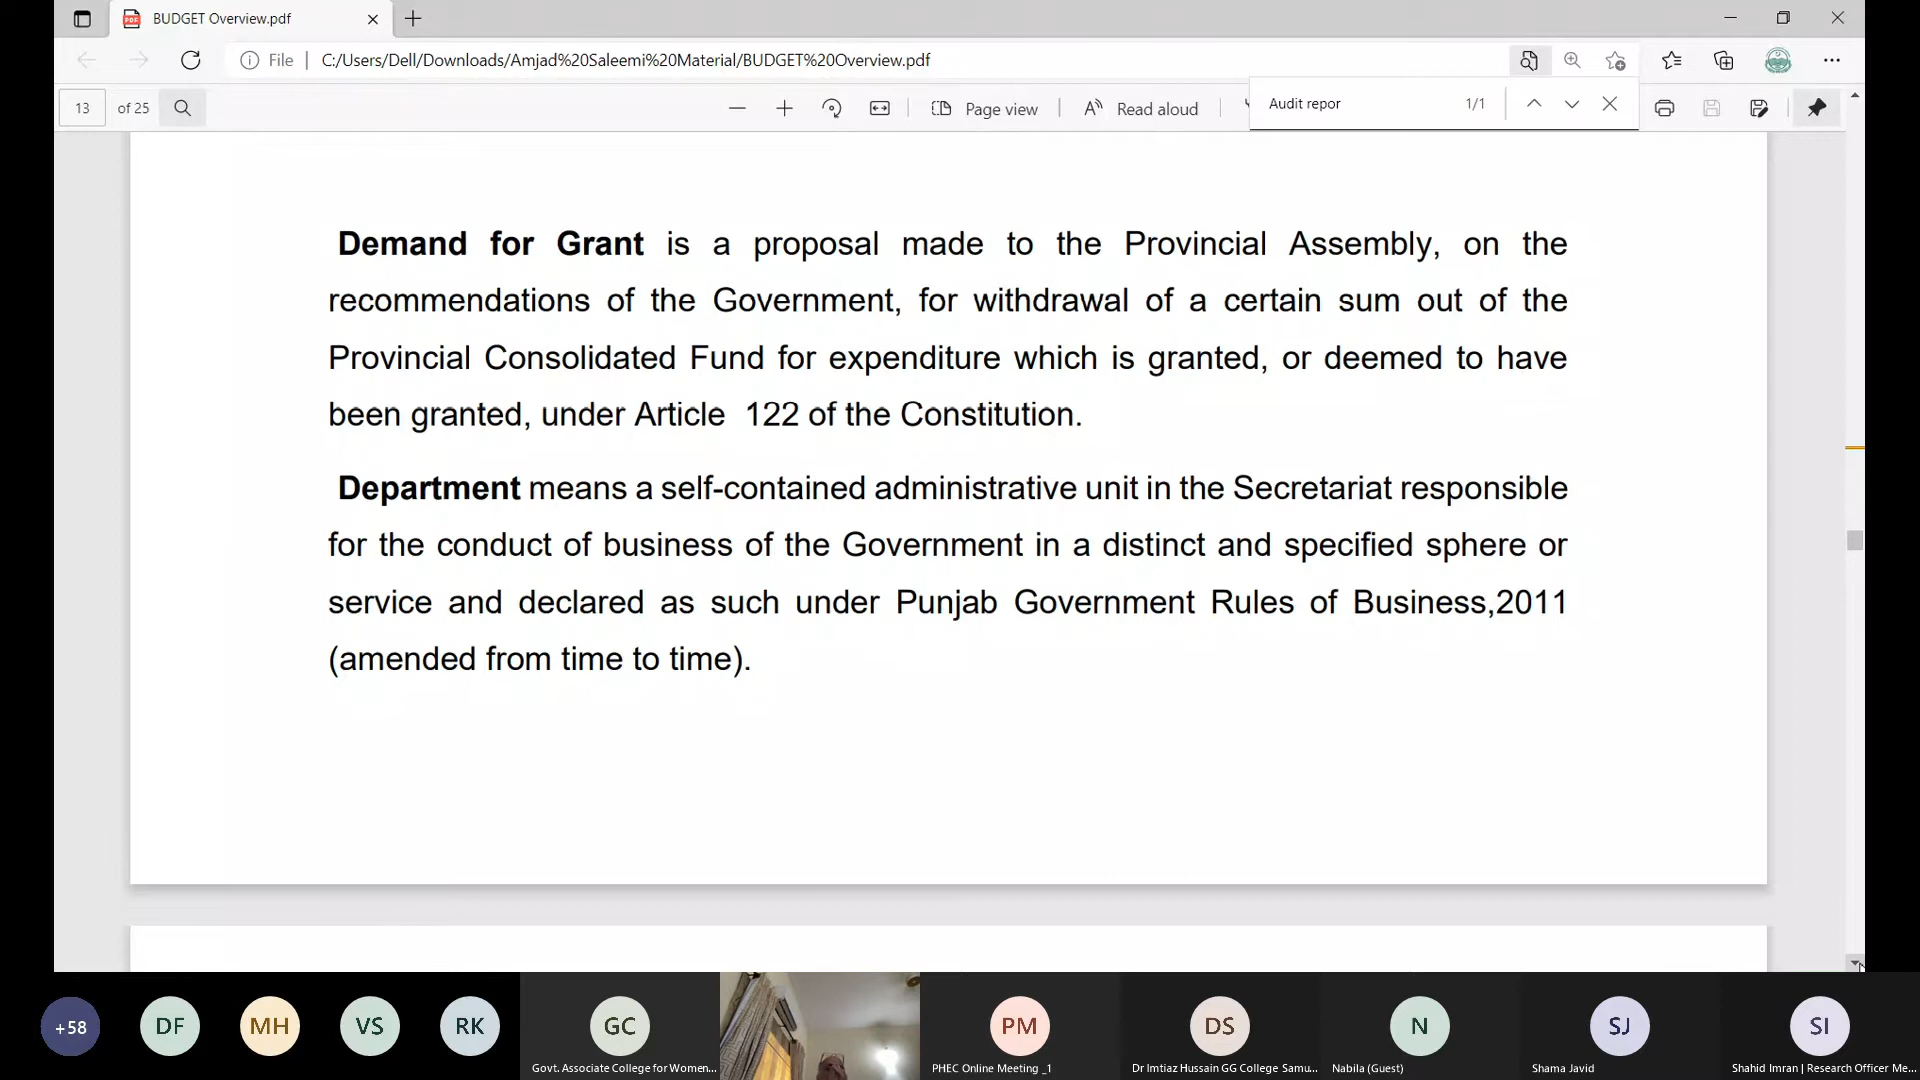 BUDGET Overview.pdf
File
C:/Users/Dell/Downloads/Amjad%20Saleemi%20Material/BUDGET%20Overview.pdf
13 of 25
Page view
Read aloud
Audit repor 1/1
Demand for Grant is a proposal made to the Provincial Assembly, on the
recommendations of the Government, for withdrawal of a certain sum out of the
Provincial Consolidated Fund for expenditure which is granted, or deemed to have
been granted, under Article 122 of the Constitution.
Department means a self-contained administrative unit in the Secretariat responsible
for the conduct of business of the Government in a distinct and specified sphere or
service and declared as such under Punjab Government Rules of Business,2011
(amended from time to time).
+58 DF MH VS RK GC PM DS N SJ SI
Govt. Associate College for Women... PHEC Online Meeting _1 Dr Imtiaz Hussain GG College Samu... Nabila (Guest) Shama Javid Shahid Imran | Research Officer Me...